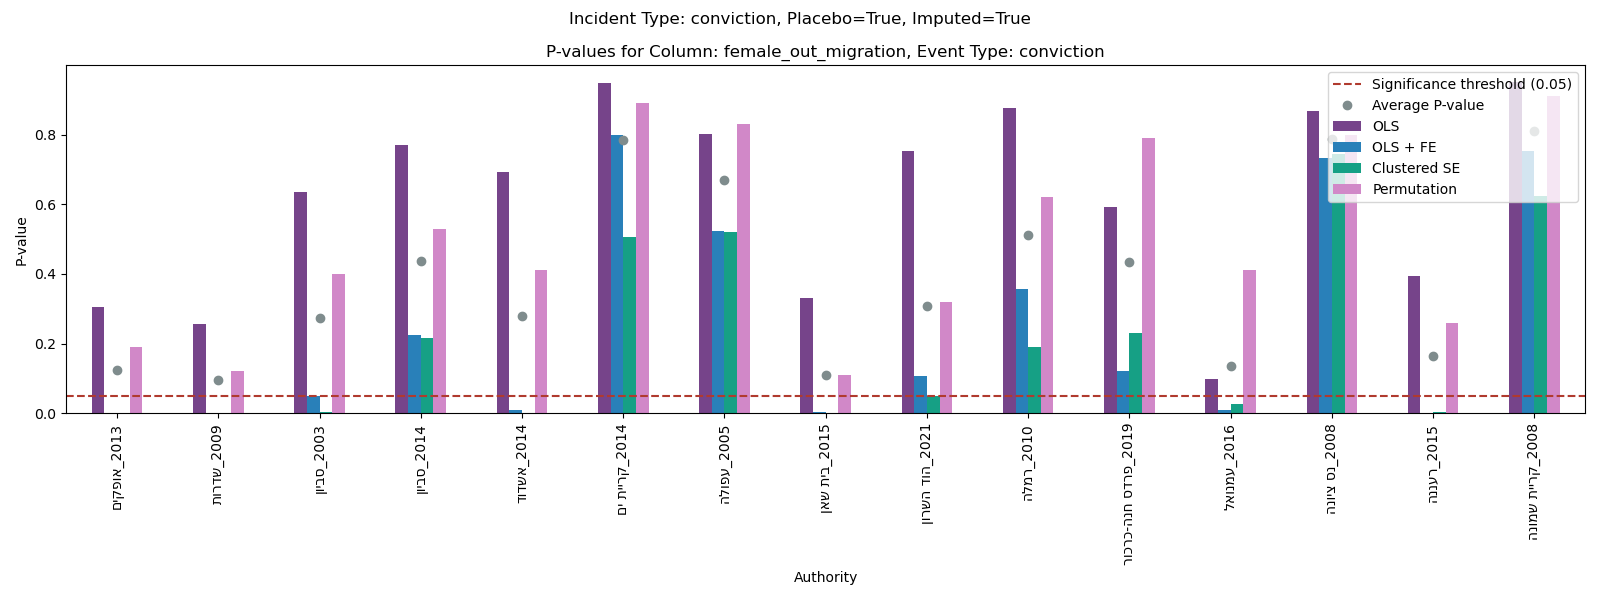 Incident Type: conviction, Placebo=True, Imputed=True
P-values for Column: female_out_migration, Event Type: conviction
Significance threshold (0.05)
Average P-value
OLS
OLS + FE
Clustered SE
Permutation
P-value
0.8
0.6
0.4
0.2
0.0
אופקים_2013
שדרות_2009
סביון_2003
סביון_2014
אשדוד_2014
קריית ים_2014
עפולה_2005
בית שאן_2015
הוד השרון_2021
רמלה_2010
פרדס חנה-כרכור_2019
עמנואל_2016
נס ציונה_2008
רעננה_2015
קריית שמונה_2008
Authority